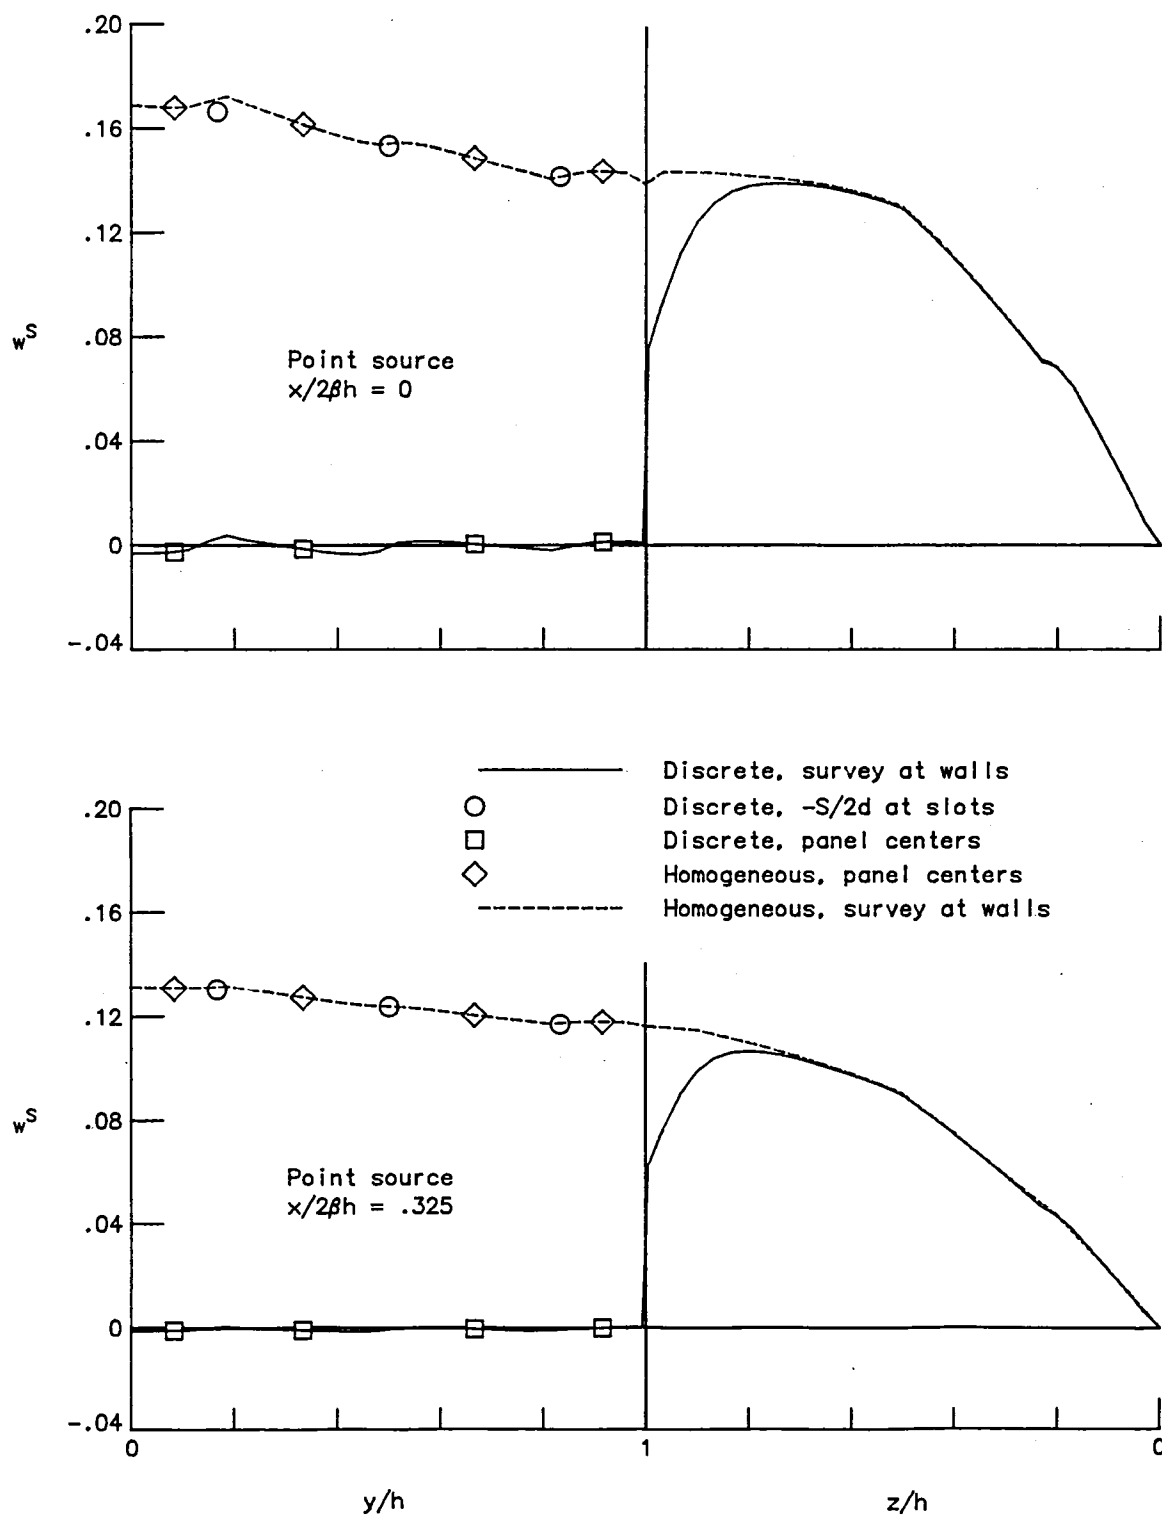 .20
.16
.12
wS
.08
Point source
x/2βh = 0
.04
0
-.04
Discrete, survey at walls
Discrete, -S/2d at slots
Discrete, panel centers
Homogeneous, panel centers
Homogeneous, survey at walls
.20
.16
.12
wS
.08
Point source
x/2βh = .325
.04
0
-.04
0 1 0
y/h z/h